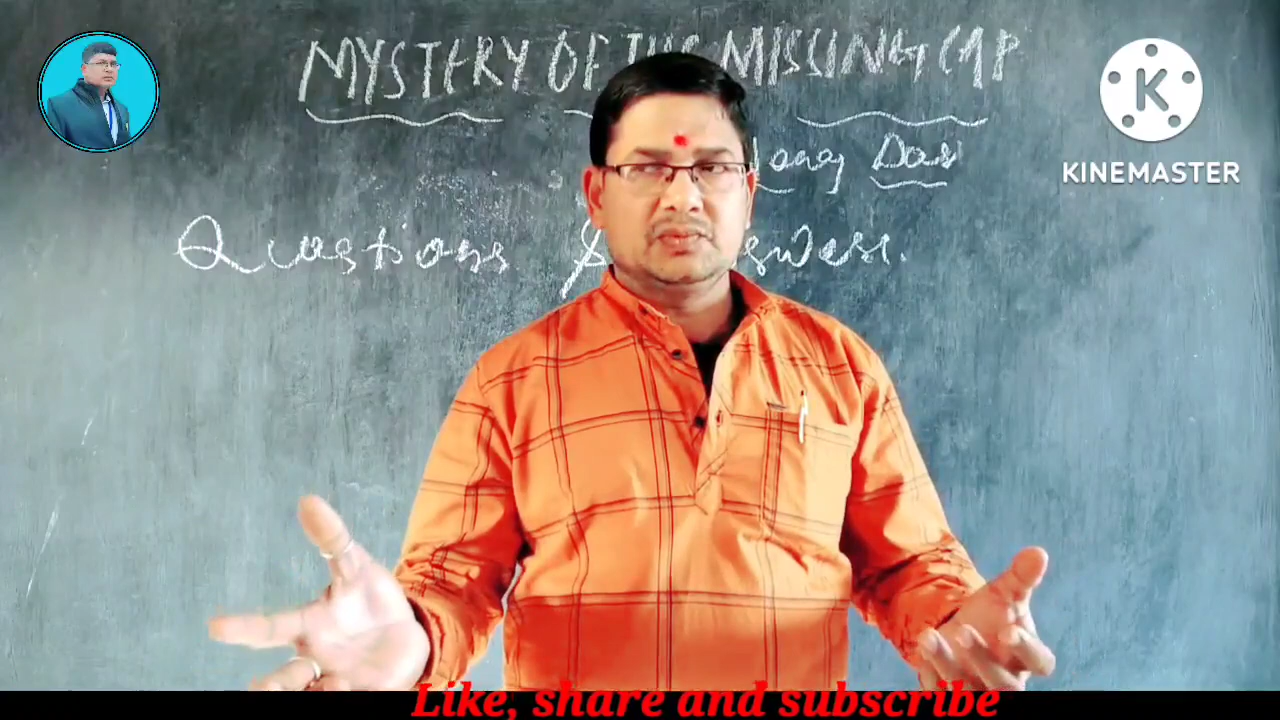 MYSTERY OF THE MISSING CAP
K
KINEMASTER
Das
Questions
Like, share and subscribe